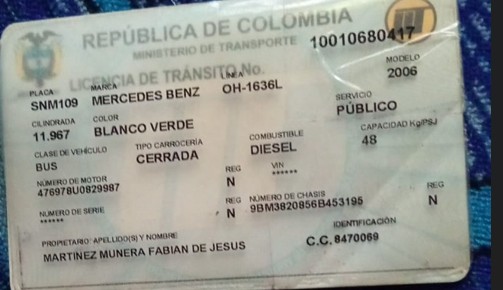 REPÚBLICA DE COLOMBIA
MINISTERIO DE TRANSPORTE
LICENCIA DE TRÁNSITO No. 10010680417
PLACA MARCA LÍNEA MODELO
SNM109 MERCEDES BENZ OH-1636L 2006
CILINDRADA COLOR SERVICIO
11.967 BLANCO VERDE PÚBLICO
CLASE DE VEHÍCULO TIPO CARROCERÍA COMBUSTIBLE CAPACIDAD Kg/PSJ
BUS CERRADA DIESEL 48
NÚMERO DE MOTOR REG VIN
476978U0829987 N ******
NÚMERO DE SERIE REG NÚMERO DE CHASIS REG
****** N 9BM3820856B453195 N
PROPIETARIO: APELLIDO(S) Y NOMBRE IDENTIFICACIÓN
MARTINEZ MUNERA FABIAN DE JESUS C.C. 8470069